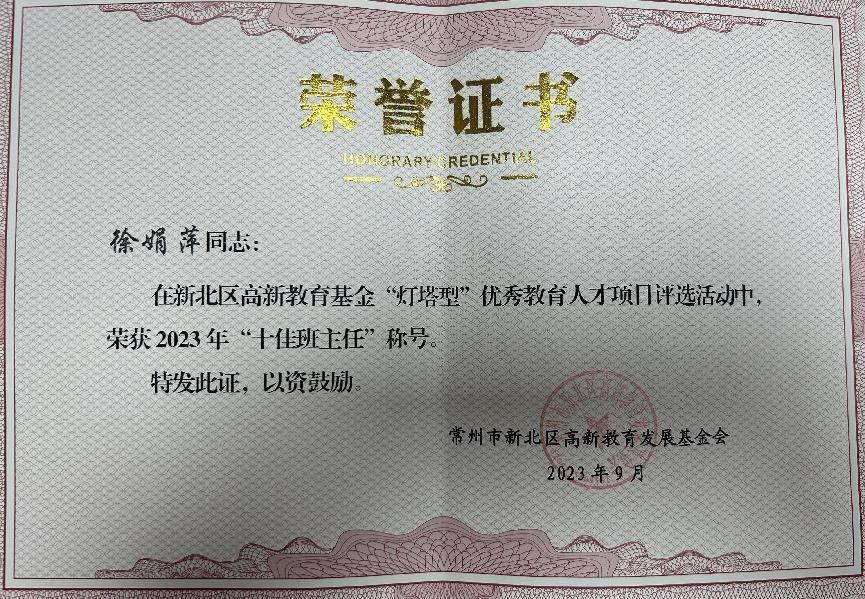 荣誉证书
HONORARY CREDENTIAL
徐娟萍同志：
在新北区高新教育基金“灯塔型”优秀教育人才项目评选活动中，
荣获2023年“十佳班主任”称号。
特发此证，以资鼓励。
常州市新北区高新教育发展基金会
2023年9月